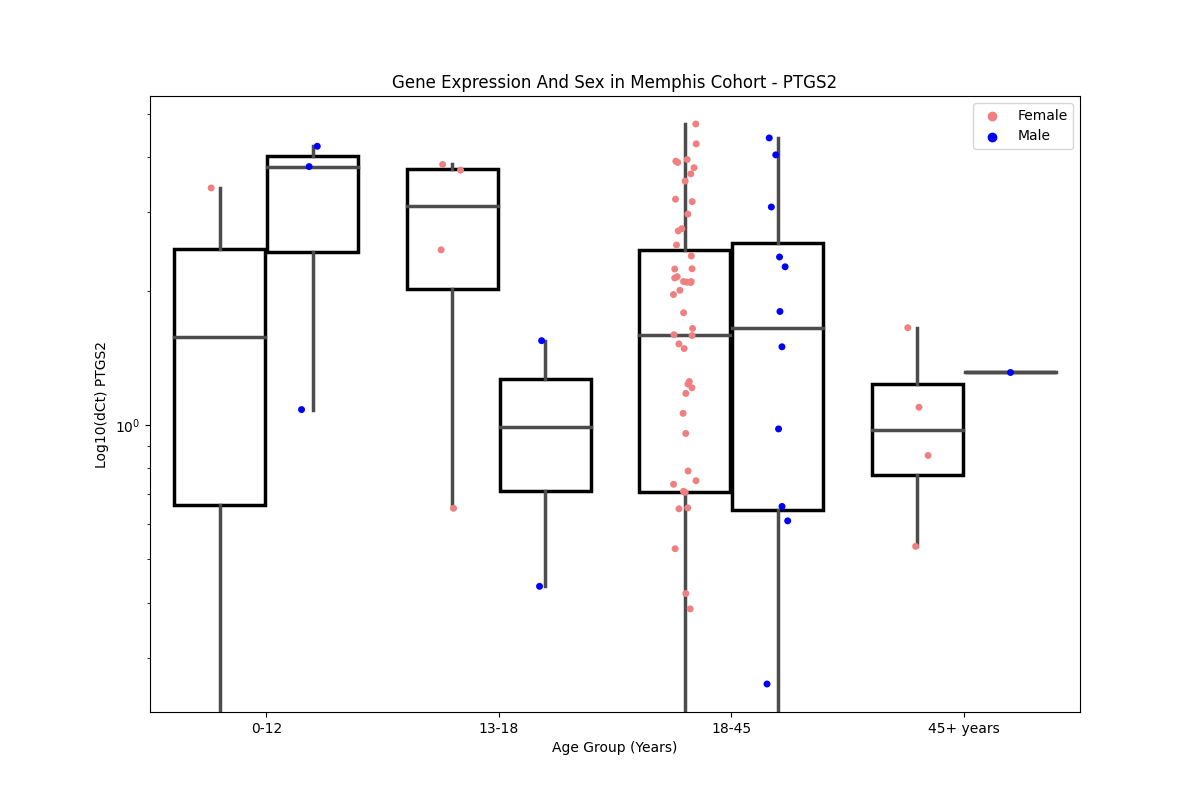 Gene Expression And Sex in Memphis Cohort - PTGS2
Female
Male
Log10(dCt) PTGS2
10⁰
0-12
13-18
18-45
45+ years
Age Group (Years)